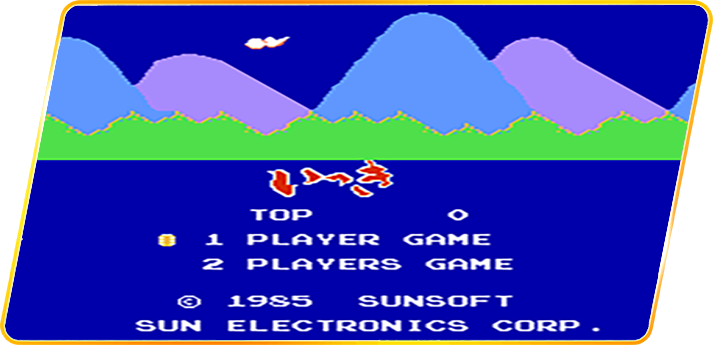 いっき
TOP 0
1 PLAYER GAME
2 PLAYERS GAME
© 1985 SUNSOFT
SUN ELECTRONICS CORP.